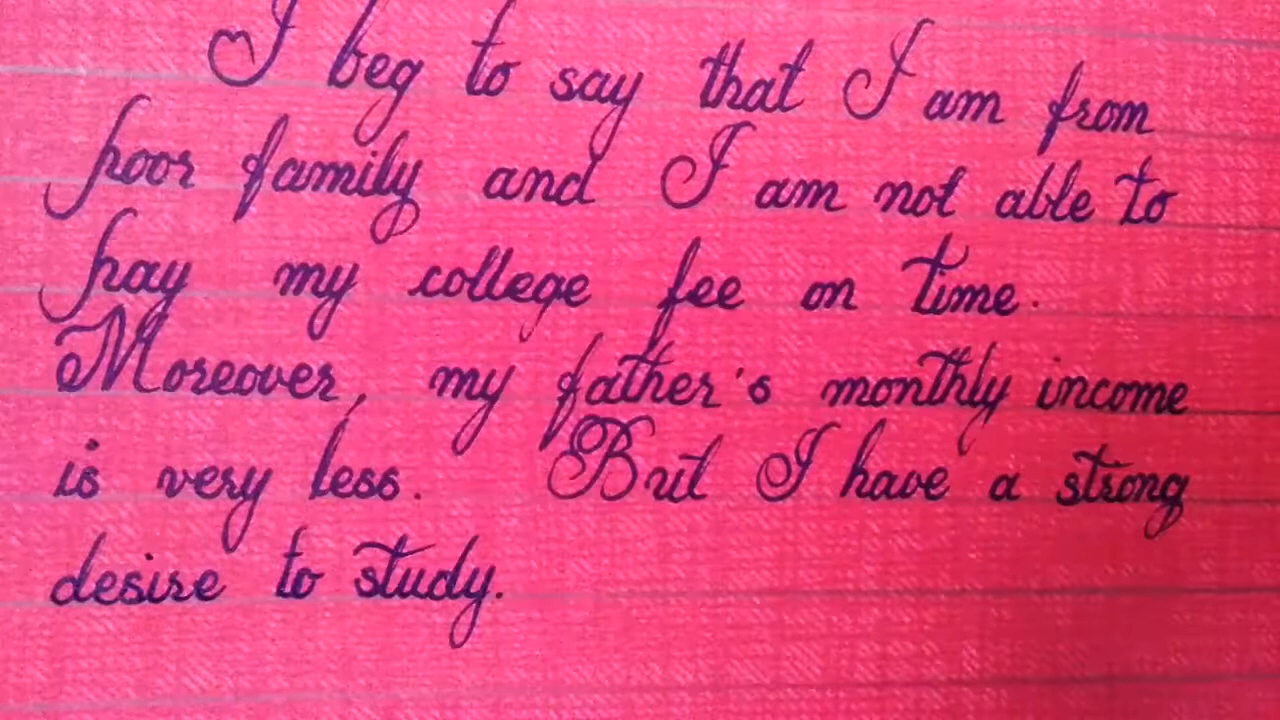 I beg to say that I am from
poor family and I am not able to
pay my college fee on time.
Moreover, my father's monthly income
is very less. But I have a strong
desire to study.